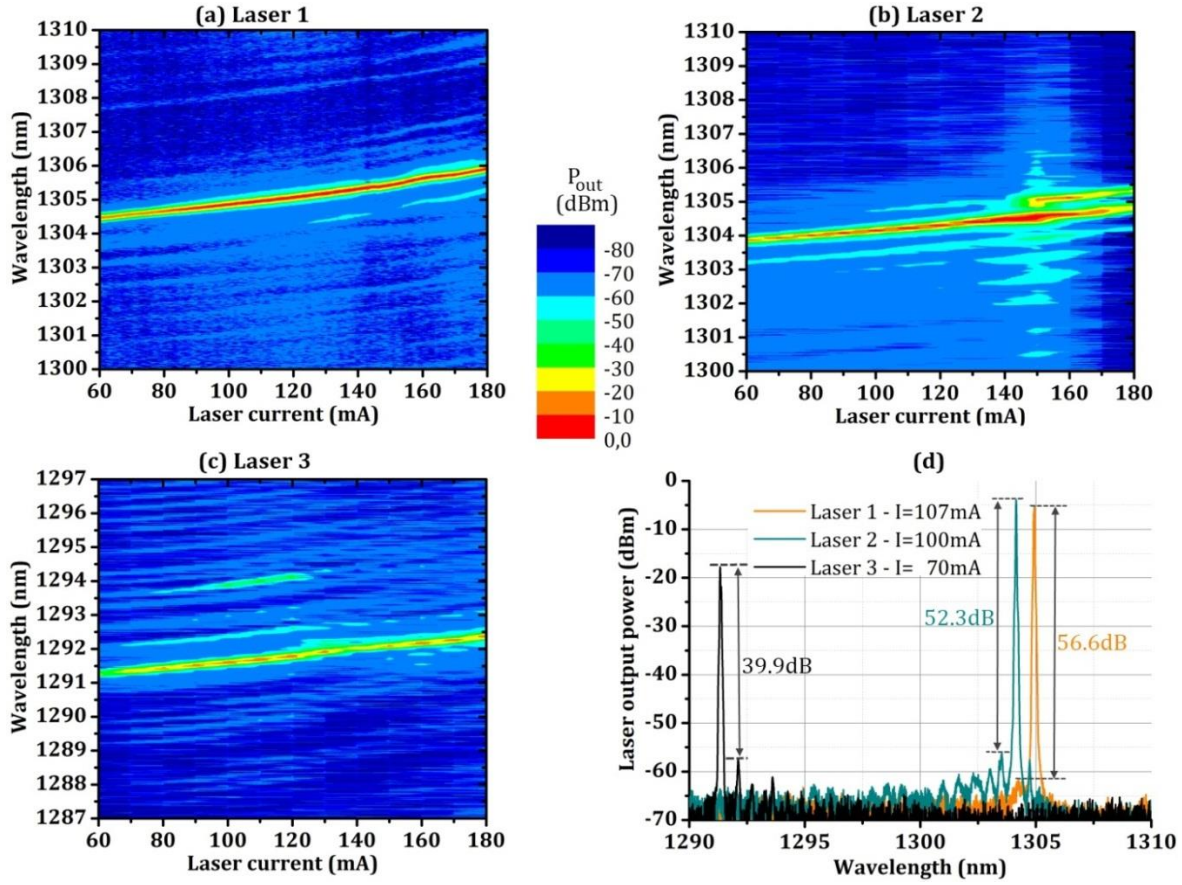 (a) Laser 1
1310
1309
1308
1307
1306
1305
1304
1303
1302
1301
1300
Wavelength (nm)
60 80 100 120 140 160 180
Laser current (mA)
P_out
(dBm)
-80
-70
-60
-50
-40
-30
-20
-10
0,0
(b) Laser 2
1310
1309
1308
1307
1306
1305
1304
1303
1302
1301
1300
Wavelength (nm)
60 80 100 120 140 160 180
Laser current (mA)
(c) Laser 3
1297
1296
1295
1294
1293
1292
1291
1290
1289
1288
1287
Wavelength (nm)
60 80 100 120 140 160 180
Laser current (mA)
(d)
0
-10
-20
-30
-40
-50
-60
-70
Laser output power (dBm)
Laser 1 - I=107mA
Laser 2 - I=100mA
Laser 3 - I= 70mA
52.3dB
56.6dB
39.9dB
1290 1295 1300 1305 1310
Wavelength (nm)